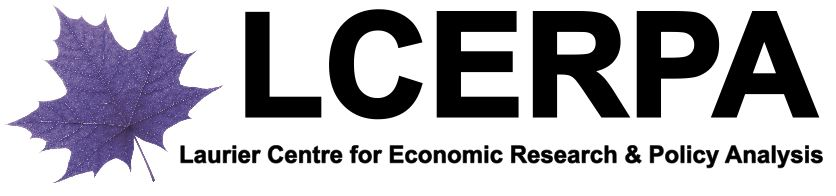 LCERPA
Laurier Centre for Economic Research & Policy Analysis